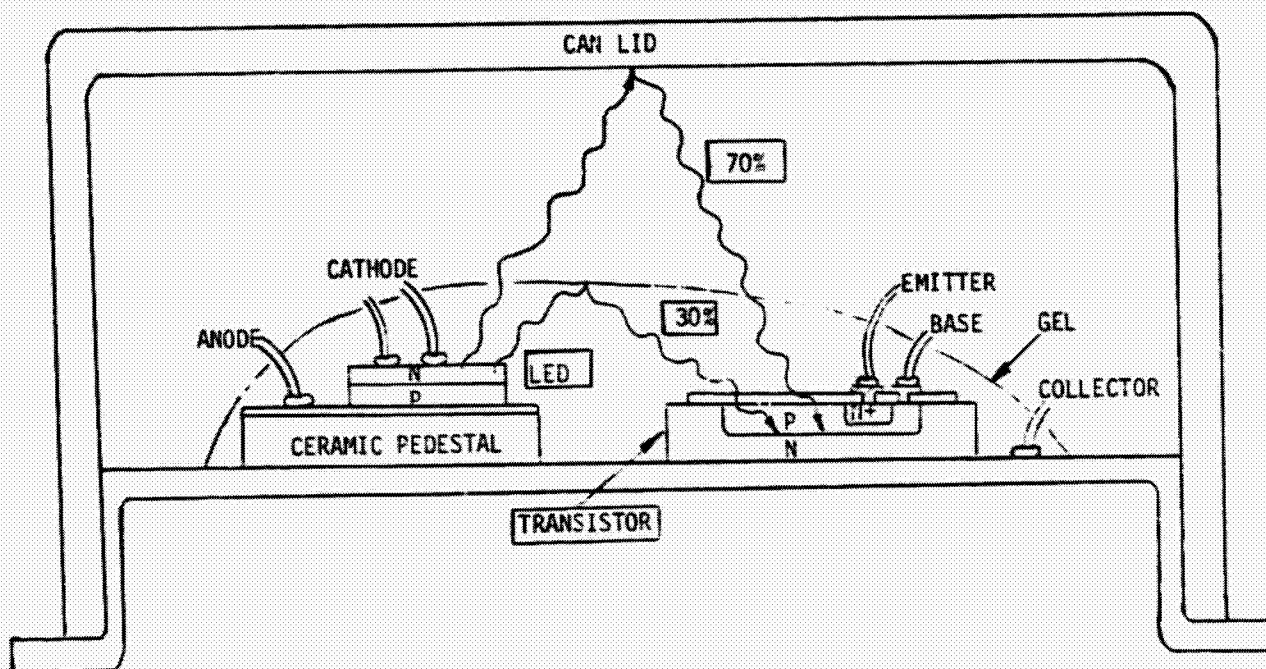 CAN LID
70%
CATHODE
EMITTER
30%
BASE
GEL
ANODE
LED
N
P
COLLECTOR
P
n+
N
CERAMIC PEDESTAL
TRANSISTOR